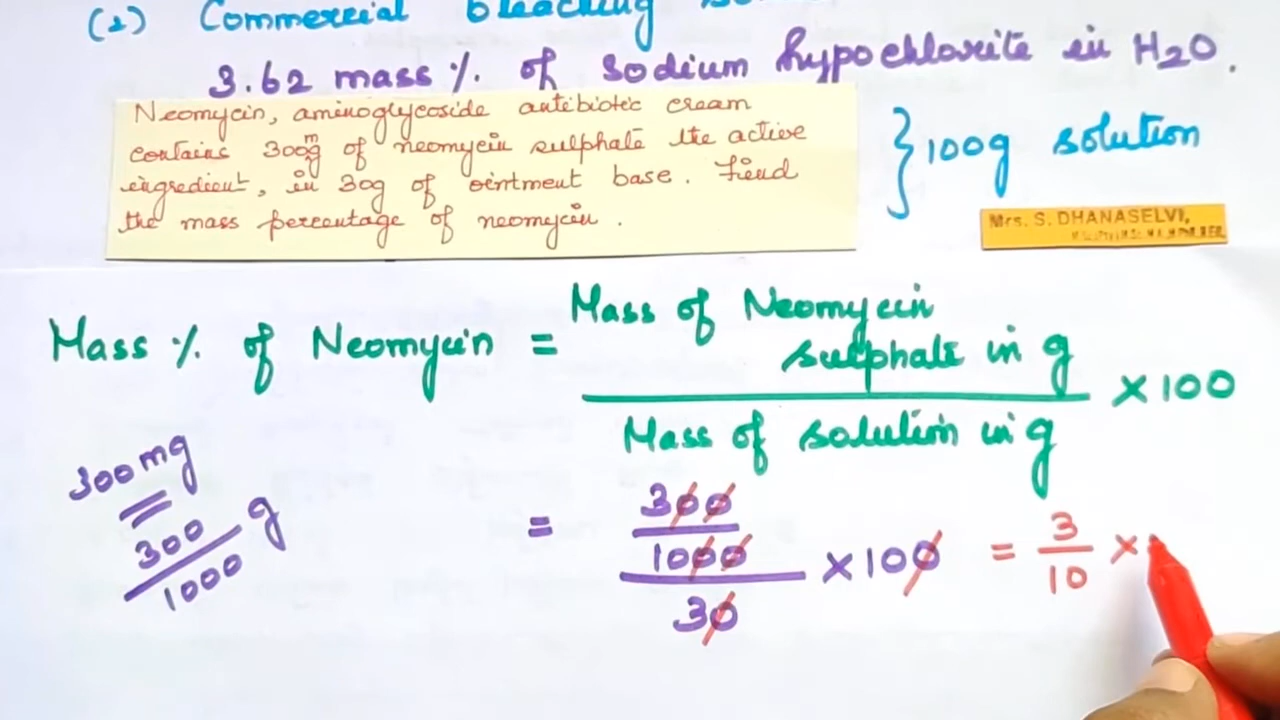 (2) Commercial bleaching
3.62 mass %. of sodium hypochlorite in H2O.
Neomycin, aminoglycoside antibiotic cream
contains 300mg of neomycin sulphate the active
ingredient, in 30g of ointment base. Find
the mass percentage of neomycin.
} 100g solution
Mrs. S. DHANASELVI,
Mass % of Neomycin = Mass of Neomycin
sulphate in g
× 100
Mass of solution in g
300 mg
300
1000 g
= 300
1000
30
× 100
= 3
10
×